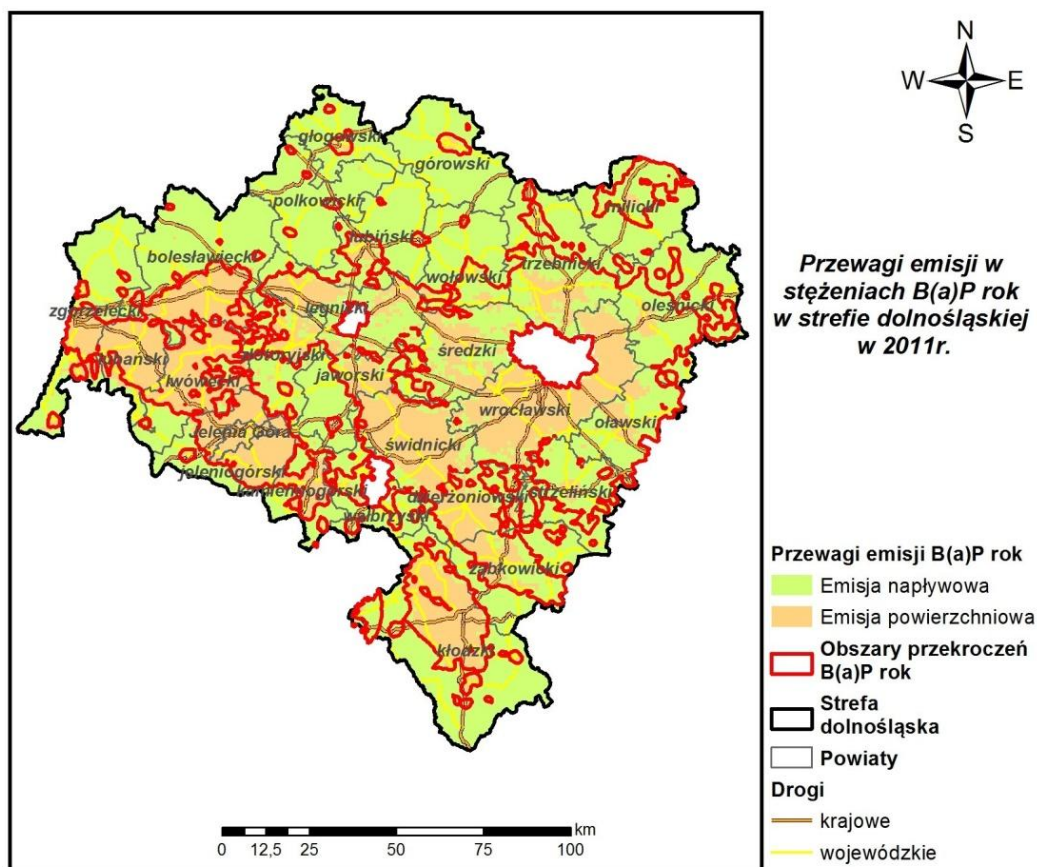 N
W E
S
Przewagi emisji w
stężeniach B(a)P rok
w strefie dolnośląskiej
w 2011r.
głogowski
górowski
polkowicki
milicki
lubiński
bolesławiecki
wołowski
trzebnicki
zgorzelecki
legnicki
oleśnicki
lubański
złotoryjski
średzki
lwówecki
jaworski
wrocławski
oławski
Jelenia Góra
świdnicki
jeleniogórski
kamiennogórski
dzierżoniowski
strzeliński
wałbrzyski
ząbkowicki
kłodzki
Przewagi emisji B(a)P rok
Emisja napływowa
Emisja powierzchniowa
Obszary przekroczeń
B(a)P rok
Strefa
dolnośląska
Powiaty
Drogi
krajowe
wojewódzkie
km
0 12,5 25 50 75 100